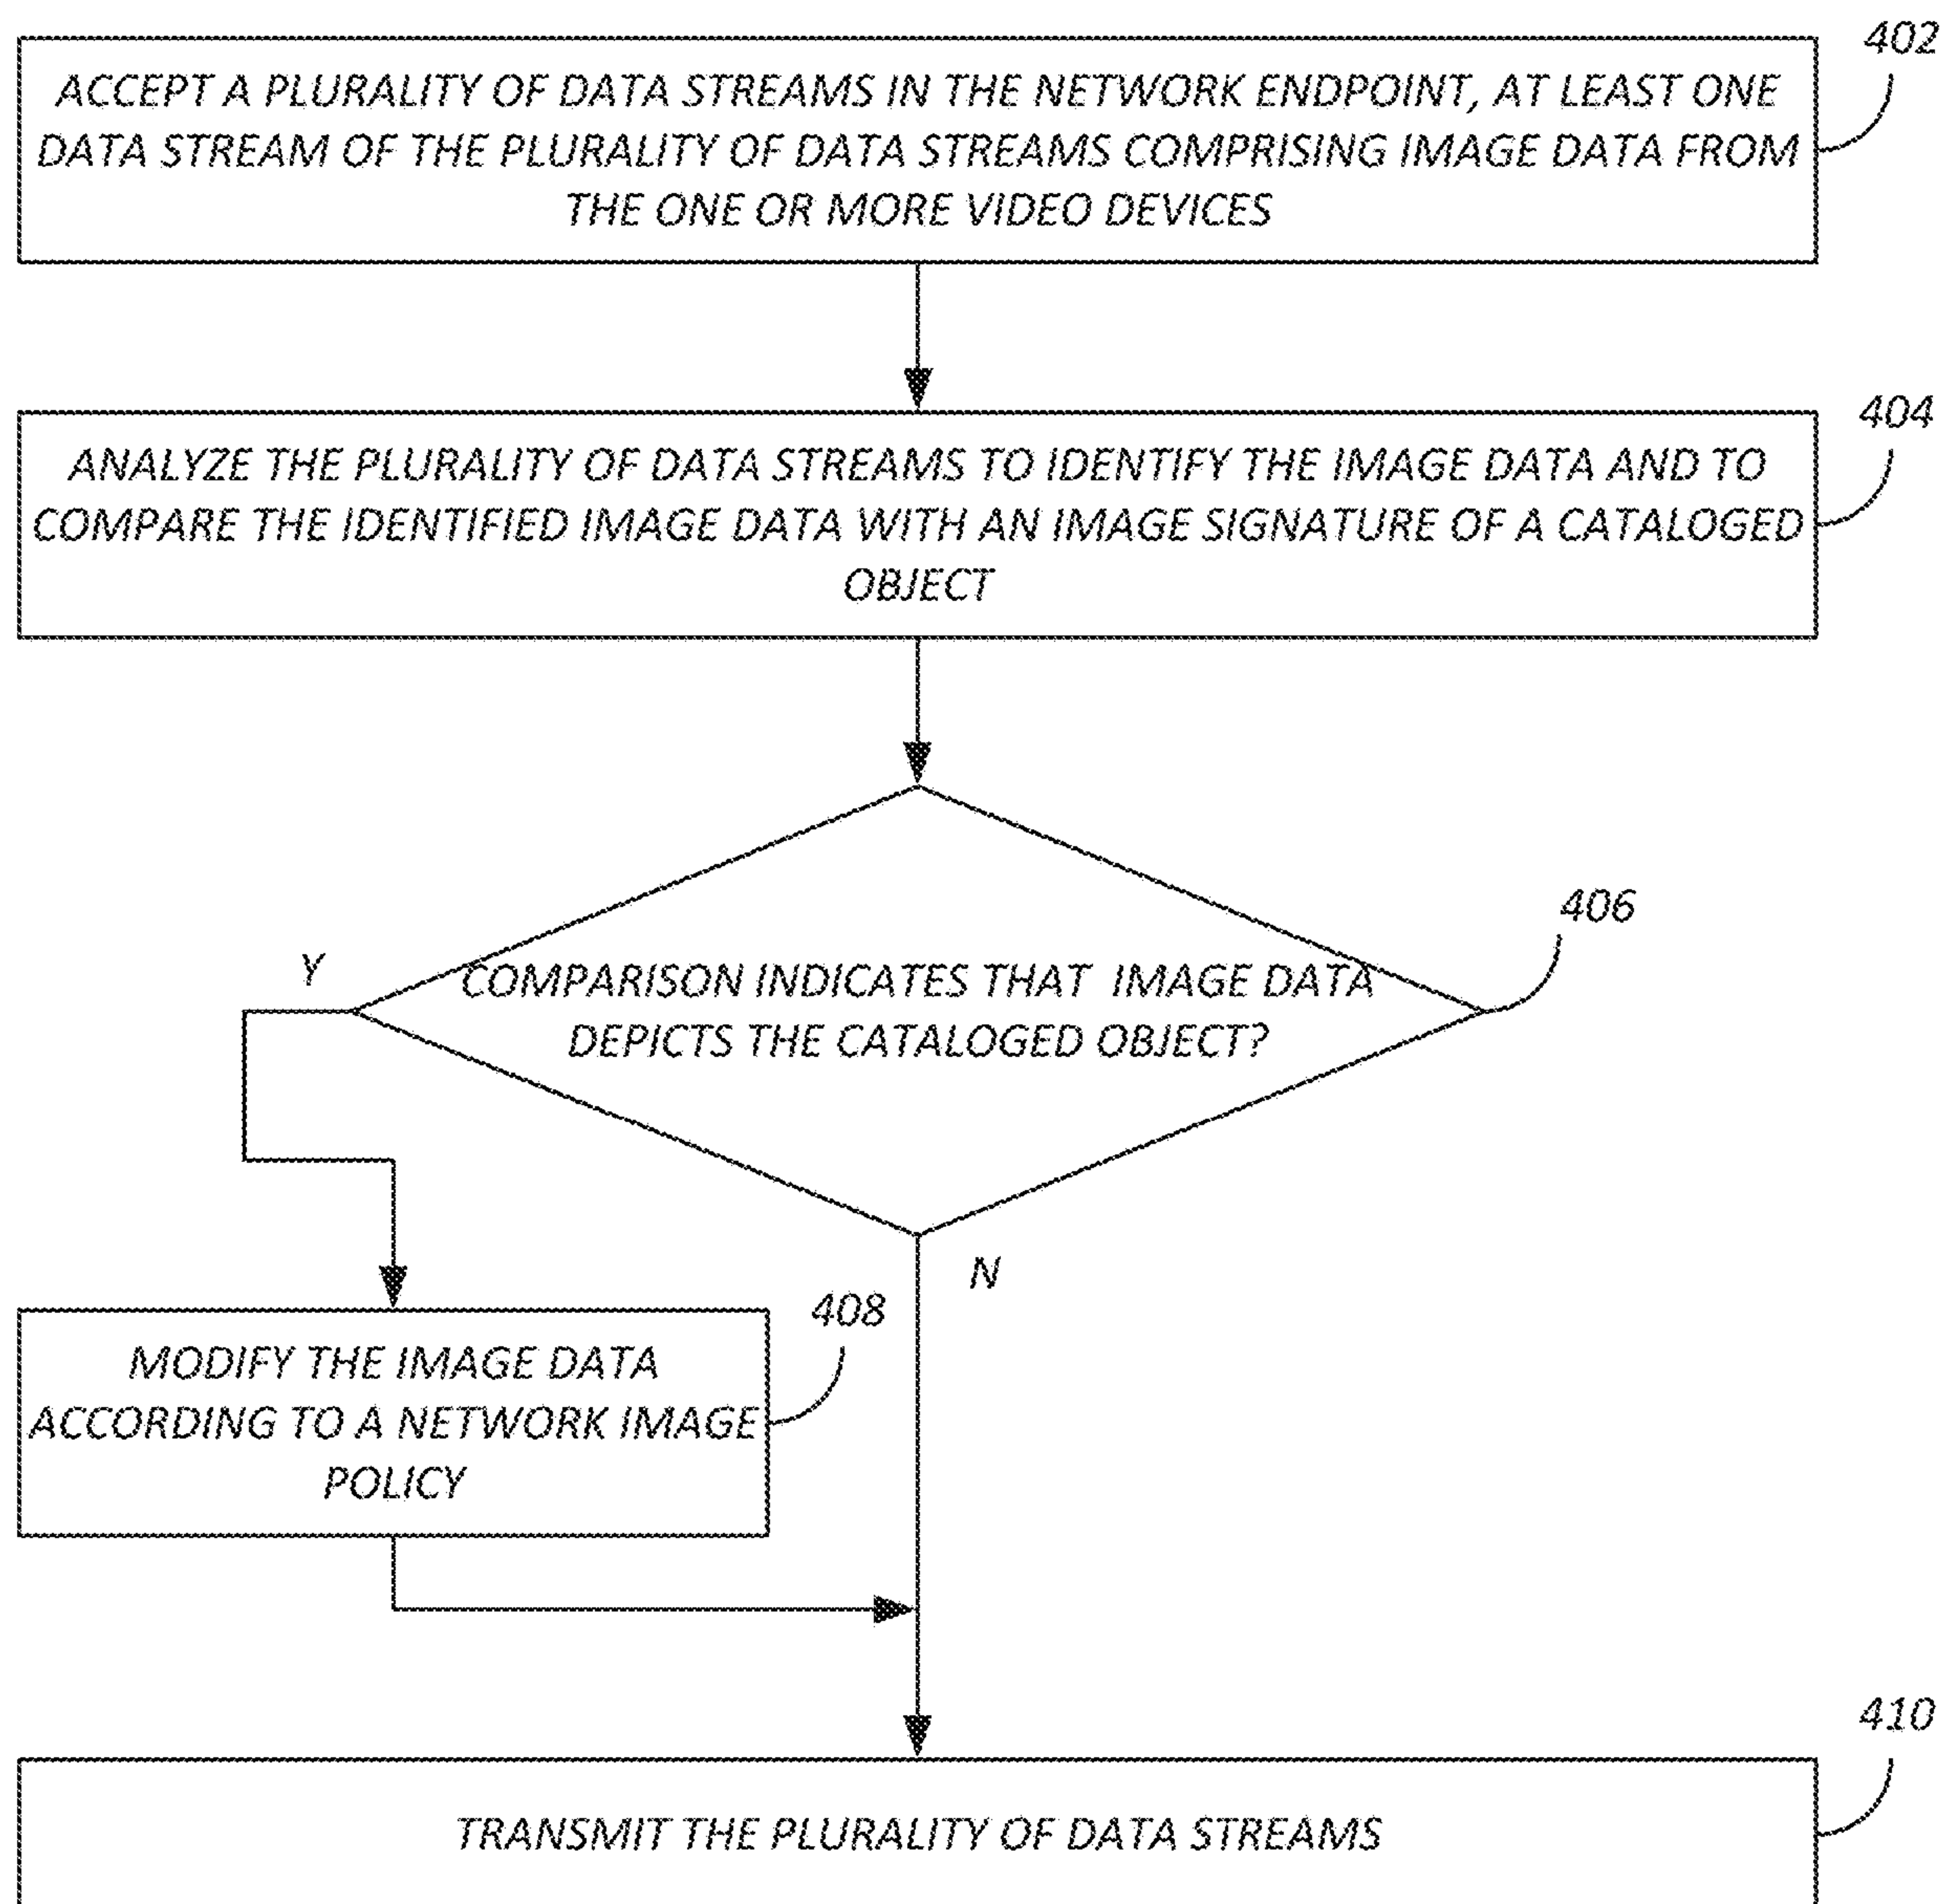 402
ACCEPT A PLURALITY OF DATA STREAMS IN THE NETWORK ENDPOINT, AT LEAST ONE
DATA STREAM OF THE PLURALITY OF DATA STREAMS COMPRISING IMAGE DATA FROM
THE ONE OR MORE VIDEO DEVICES
404
ANALYZE THE PLURALITY OF DATA STREAMS TO IDENTIFY THE IMAGE DATA AND TO
COMPARE THE IDENTIFIED IMAGE DATA WITH AN IMAGE SIGNATURE OF A CATALOGED
OBJECT
406
Y
COMPARISON INDICATES THAT IMAGE DATA
DEPICTS THE CATALOGED OBJECT?
N
408
MODIFY THE IMAGE DATA
ACCORDING TO A NETWORK IMAGE
POLICY
410
TRANSMIT THE PLURALITY OF DATA STREAMS